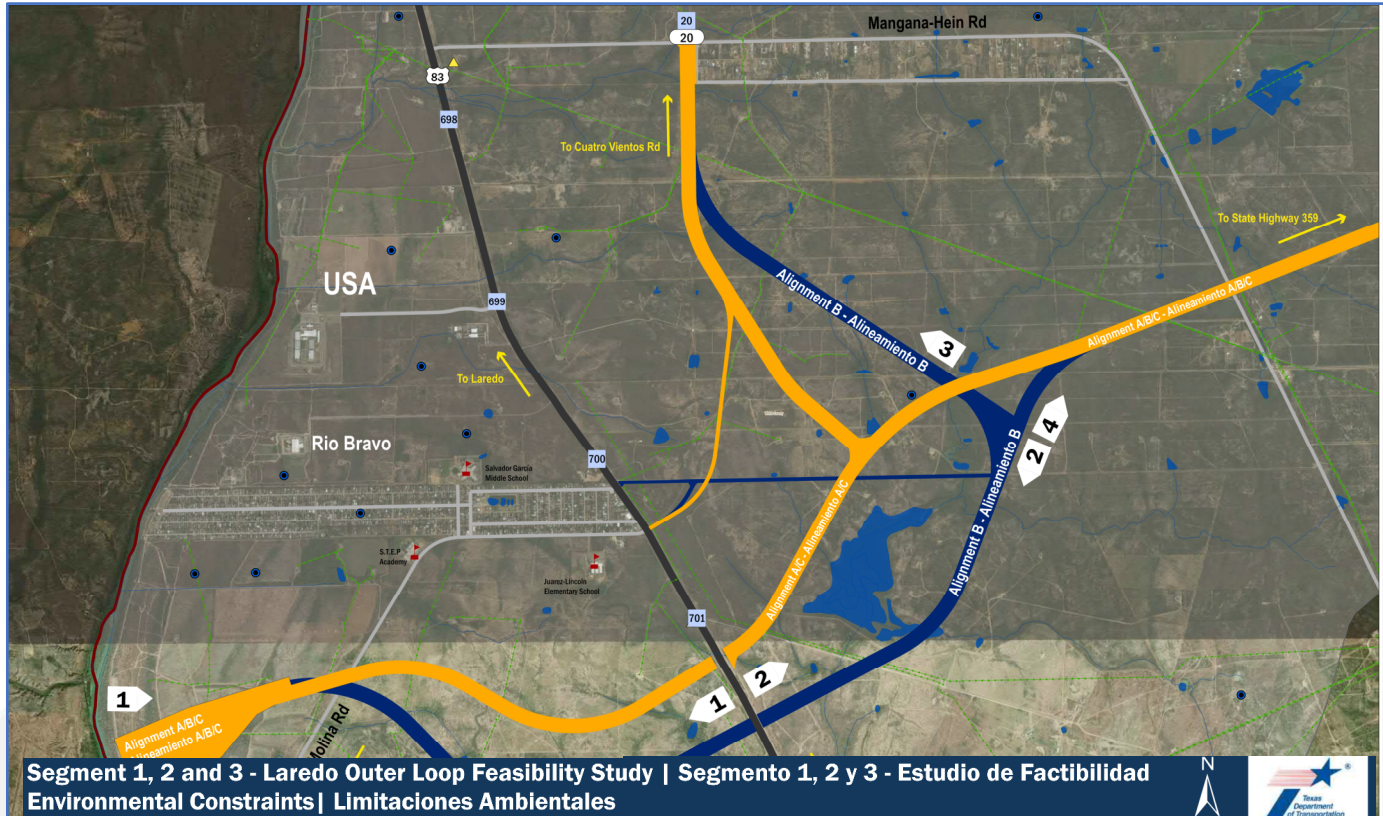 20
20
Mangana-Hein Rd
83
698
To Cuatro Vientos Rd
To State Highway 359
USA
699
Alignment B - Alineamiento B
Alignment A/B/C - Alineamiento A/B/C
3
To Laredo
Rio Bravo
700
Salvador Garcia
Middle School
2 4
Alignment A/C - Alineamiento A/C
Alignment B - Alineamiento B
S.T.E.P
Academy
Juarez-Lincoln
Elementary School
701
1
1
2
Alignment A/B/C
Alineamiento A/B/C
Molina Rd
Segment 1, 2 and 3 - Laredo Outer Loop Feasibility Study | Segmento 1, 2 y 3 - Estudio de Factibilidad
Environmental Constraints| Limitaciones Ambientales
N
®
Texas
Department
of Transportation